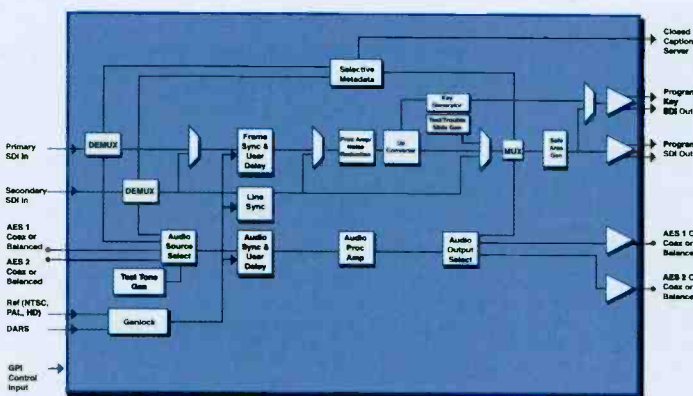 Closed
Caption
Server
Selective
Metadata
Key
Generator
Program
Key
SDI Out
Test/Trouble
Slide Gen
Primary
SDI In
DEMUX
Frame
Sync &
User
Delay
Proc Amp/
Noise
Reduction
Up
Converter
MUX
Safe
Area
Gen
Program
SDI Out
Secondary
SDI In
DEMUX
Line
Sync
AES 1
Coax or
Balanced
AES 2
Coax or
Balanced
Audio
Source
Select
Audio
Sync &
User
Delay
Audio
Proc
Amp
Audio
Output
Select
AES 1 O
Coax or
Balance
AES 2 O
Coax or
Balance
Test Tone
Gen
Ref (NTSC,
PAL, HD)
DARS
Genlock
GPI
Control
Input